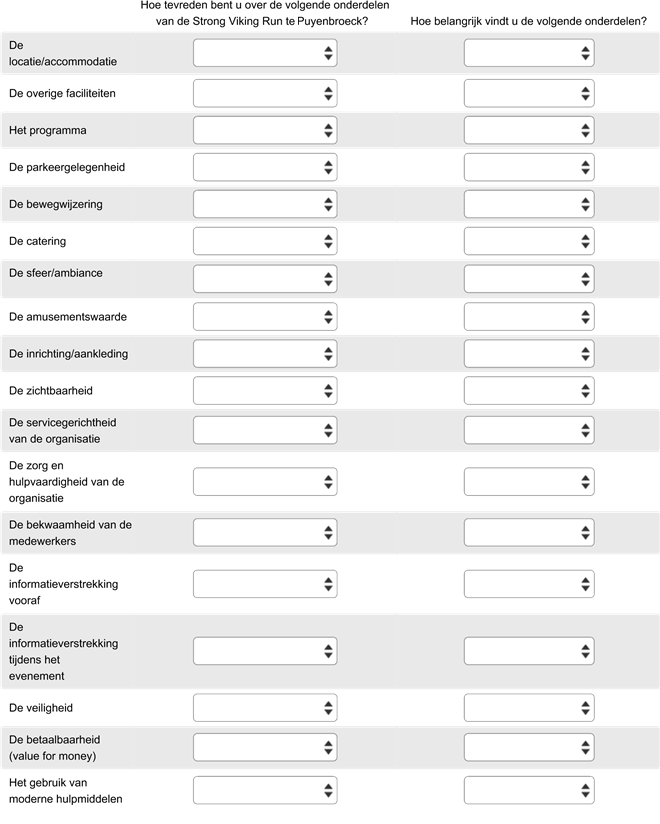 Hoe tevreden bent u over de volgende onderdelen
van de Strong Viking Run te Puyenbroeck?
Hoe belangrijk vindt u de volgende onderdelen?
De
locatie/accommodatie
De overige faciliteiten
Het programma
De parkeergelegenheid
De bewegwijzering
De catering
De sfeer/ambiance
De amusementswaarde
De inrichting/aankleding
De zichtbaarheid
De servicegerichtheid
van de organisatie
De zorg en
hulpvaardigheid van de
organisatie
De bekwaamheid van de
medewerkers
De
informatieverstrekking
vooraf
De
informatieverstrekking
tijdens het
evenement
De veiligheid
De betaalbaarheid
(value for money)
Het gebruik van
moderne hulpmiddelen